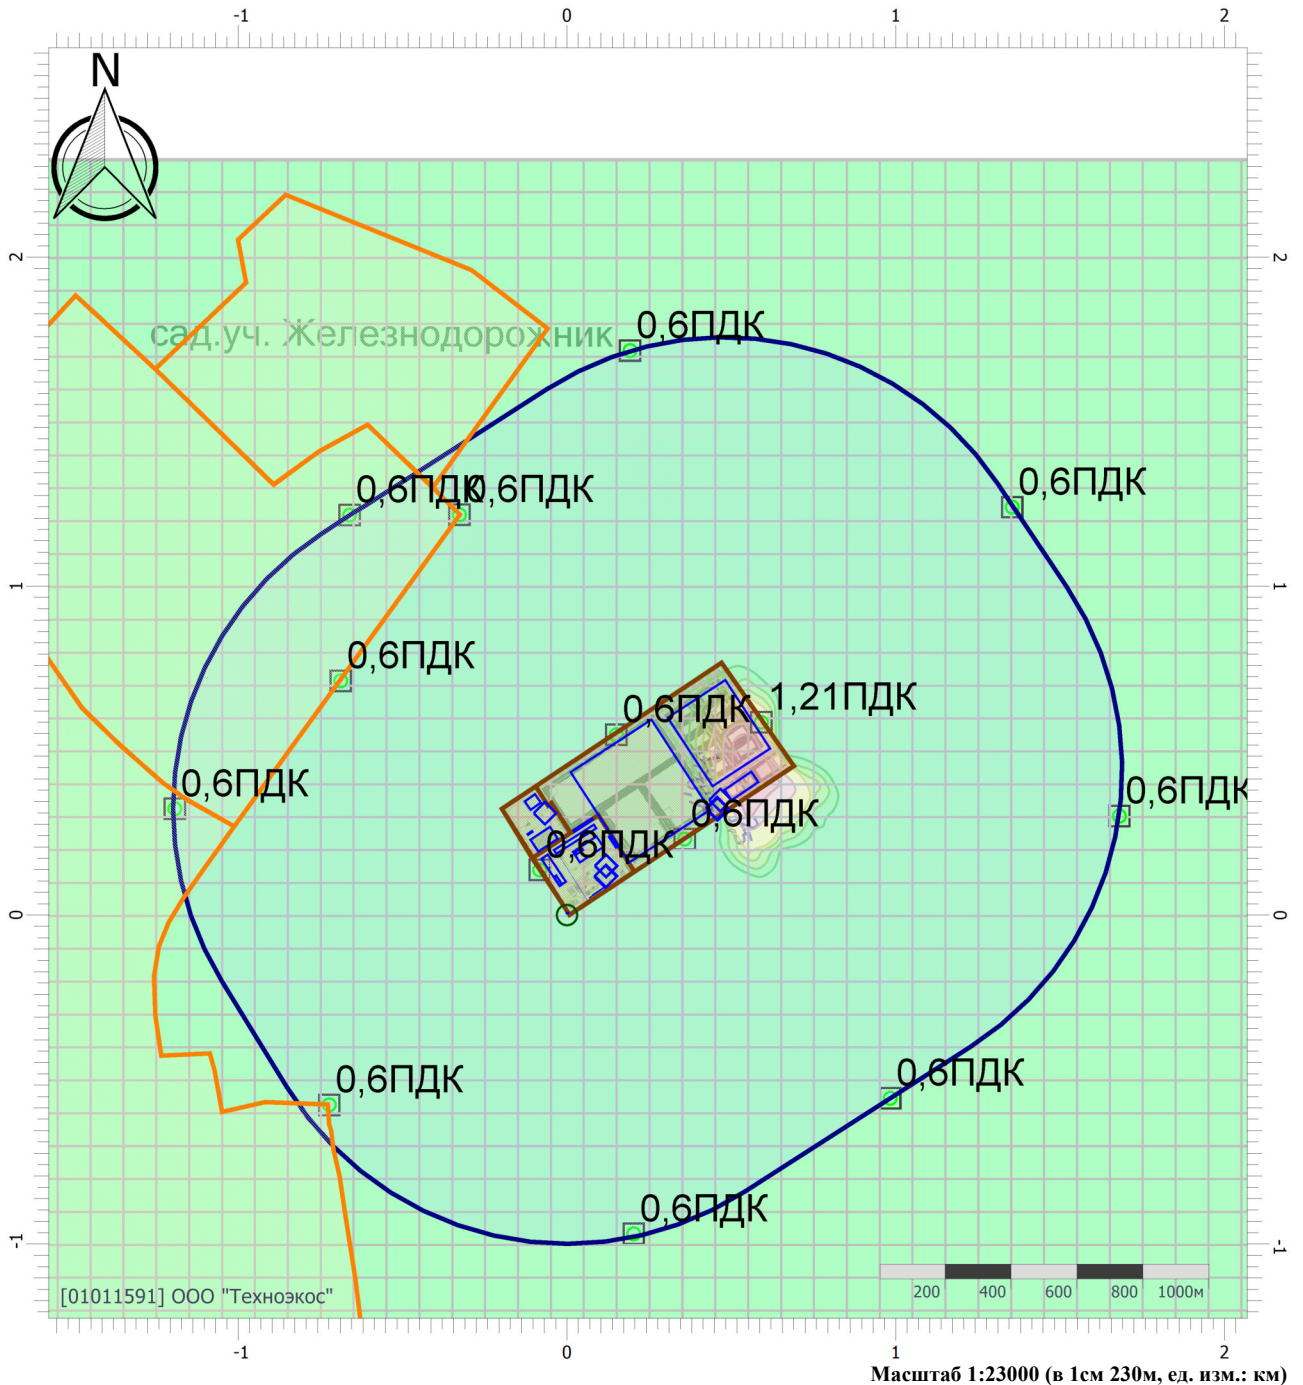 -1 0 1 2
N
2 2
сад.уч. Железнодорожник
0,6ПДК
0,6ПДК 0,6ПДК
0,6ПДК
1 1
0,6ПДК
0,6ПДК 1,21ПДК
0,6ПДК 0,6ПДК
0,6ПДК
0,6ПДК
0 0
0,6ПДК 0,6ПДК
0,6ПДК
-1 -1
200 400 600 800 1000м
[01011591] ООО "Техноэкос"
-1 0 1 2
Масштаб 1:23000 (в 1см 230м, ед. изм.: км)